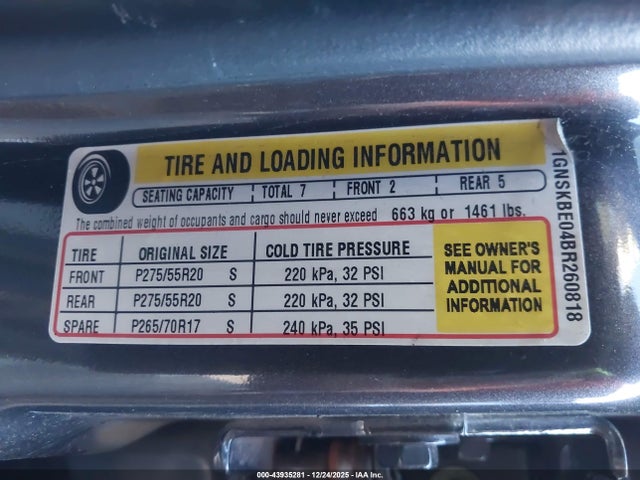 TIRE AND LOADING INFORMATION
SEATING CAPACITY TOTAL 7 FRONT 2 REAR 5
The combined weight of occupants and cargo should never exceed 663 kg or 1461 lbs.
TIRE ORIGINAL SIZE COLD TIRE PRESSURE
FRONT P275/55R20 S 220 kPa, 32 PSI
REAR P275/55R20 S 220 kPa, 32 PSI
SPARE P265/70R17 S 240 kPa, 35 PSI
SEE OWNER'S
MANUAL FOR
ADDITIONAL
INFORMATION
1GNSKBE04BR260818
000-43935281 - 12/24/2025 - IAA Inc.